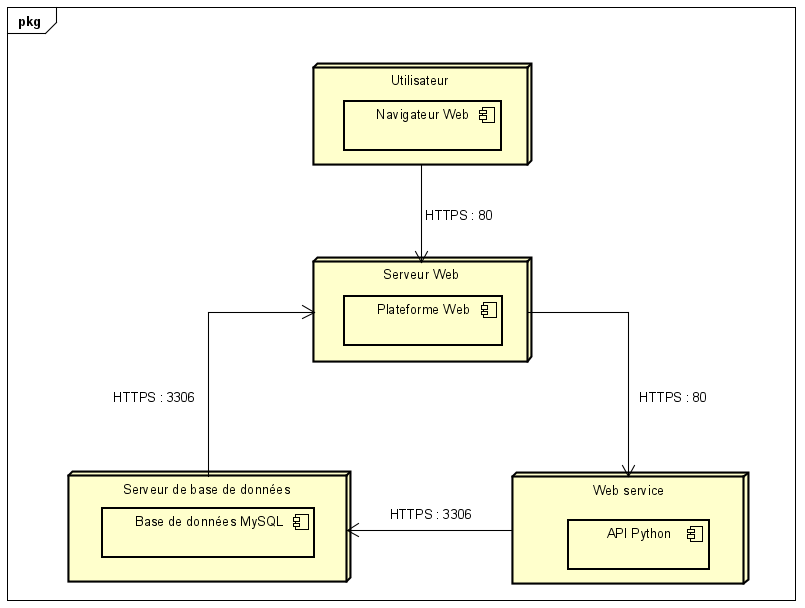 pkg
Utilisateur
Navigateur Web
HTTPS : 80
Serveur Web
Plateforme Web
HTTPS : 3306
HTTPS : 80
Serveur de base de données
Base de données MySQL
HTTPS : 3306
Web service
API Python